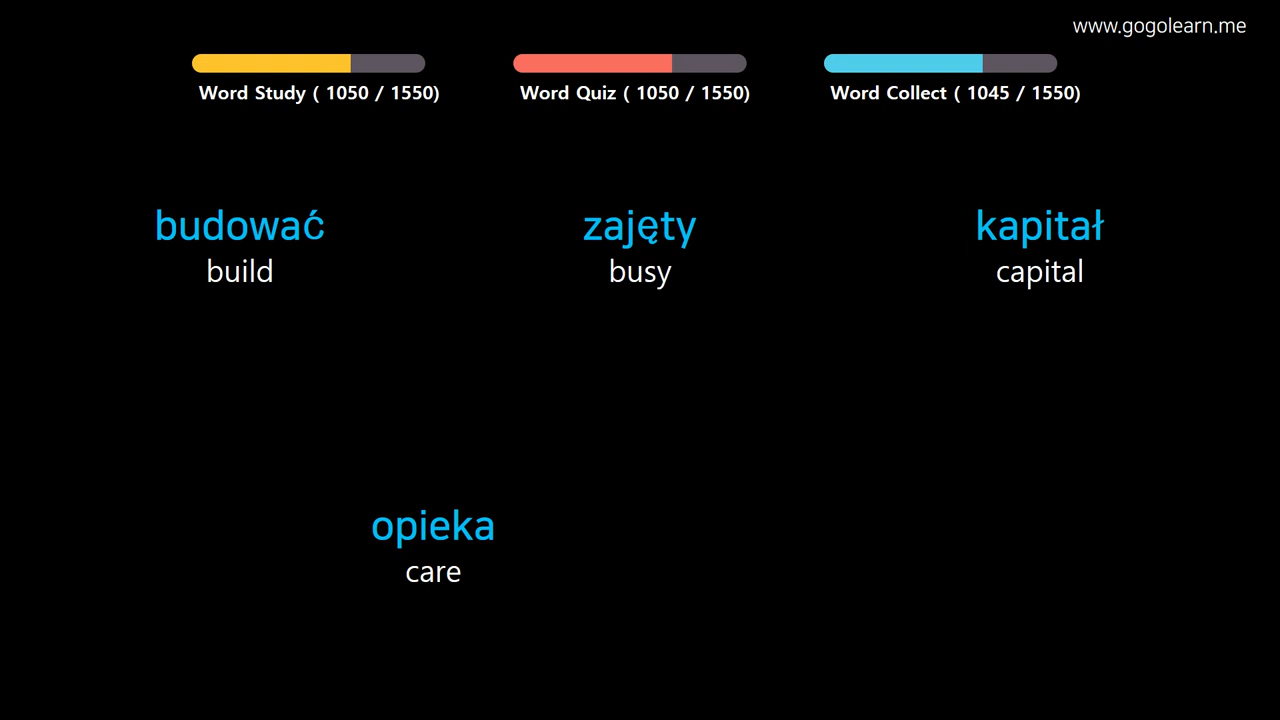 www.gogolearn.me
Word Study ( 1050 / 1550)
Word Quiz ( 1050 / 1550)
Word Collect ( 1045 / 1550)
budować
build
zajęty
busy
kapitał
capital
opieka
care